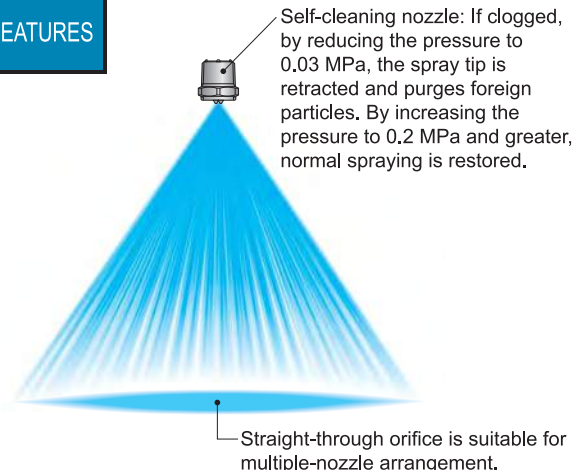 EATURES
Self-cleaning nozzle: If clogged,
by reducing the pressure to
0.03 MPa, the spray tip is
retracted and purges foreign
particles. By increasing the
pressure to 0.2 MPa and greater,
normal spraying is restored.
Straight-through orifice is suitable for
multiple-nozzle arrangement.